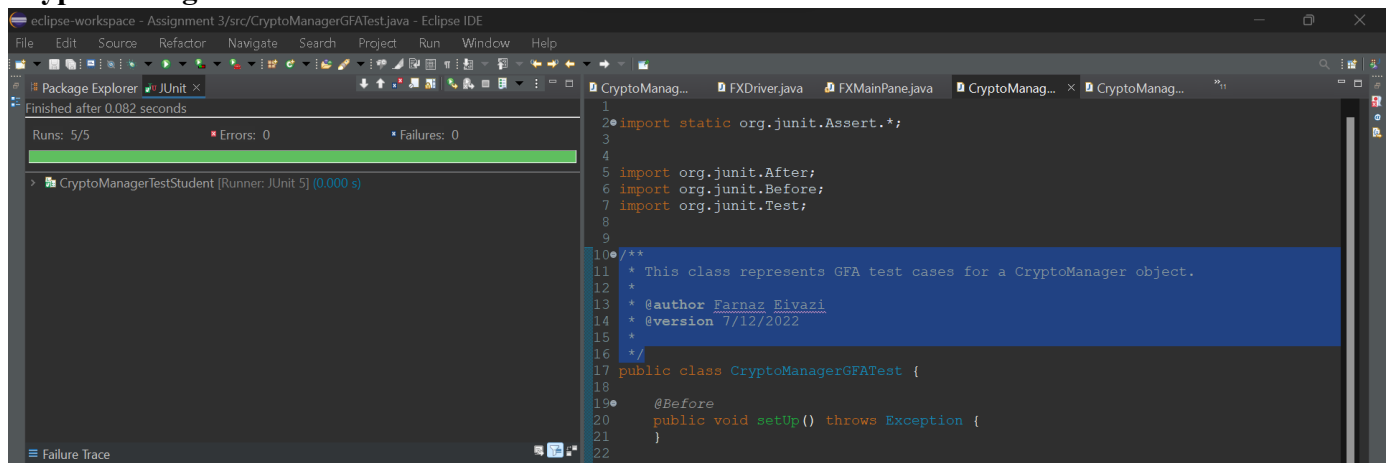 eclipse-workspace - Assignment 3/src/CryptoManagerGFATest.java - Eclipse IDE
File Edit Source Refactor Navigate Search Project Run Window Help
Package Explorer JUnit ×
Finished after 0.082 seconds
Runs: 5/5 Errors: 0 Failures: 0
CryptoManagerTestStudent [Runner: JUnit 5] (0.000 s)
Failure Trace
CryptoManag... FXDriver.java FXMainPane.java CryptoManag... × CryptoManag... »11
1
2 import static org.junit.Assert.*;
3
4
5 import org.junit.After;
6 import org.junit.Before;
7 import org.junit.Test;
8
9
10 /**
11 * This class represents GFA test cases for a CryptoManager object.
12 *
13 * @author Farnaz Eivazi
14 * @version 7/12/2022
15 *
16 */
17 public class CryptoManagerGFATest {
18
19 @Before
20 public void setUp() throws Exception {
21 }
22